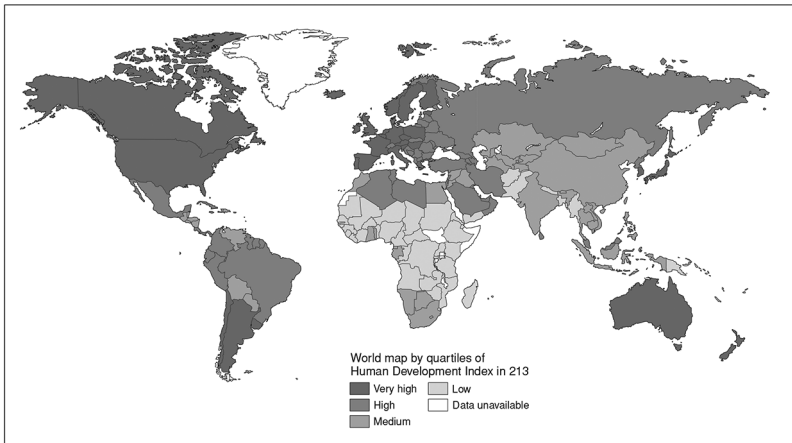 World map by quartiles of
Human Development Index in 213
Very high
High
Medium
Low
Data unavailable